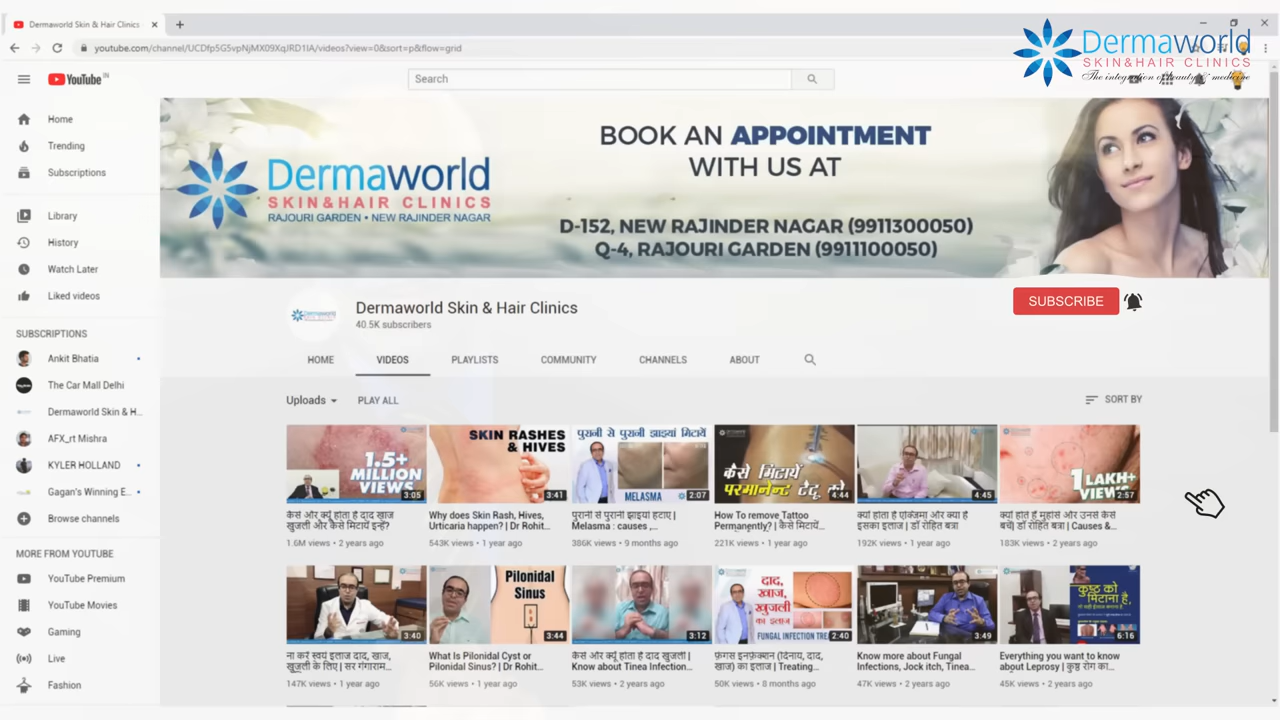 Dermaworld Skin & Hair Clinics
youtube.com/channel/UCDfp5G5vpNjMX09XqJRD1IA/videos?view=0&sort=p&flow=grid
Dermaworld
SKIN&HAIR CLINICS
The integration of beauty & medicine
YouTube IN
Search
Home
Trending
Subscriptions
Library
History
Watch Later
Liked videos
SUBSCRIPTIONS
Ankit Bhatia
The Car Mall Delhi
Dermaworld Skin & H...
AFX_rt Mishra
KYLER HOLLAND
Gagan's Winning E...
Browse channels
MORE FROM YOUTUBE
YouTube Premium
YouTube Movies
Gaming
Live
Fashion
Dermaworld
SKIN&HAIR CLINICS
RAJOURI GARDEN • NEW RAJINDER NAGAR
BOOK AN APPOINTMENT
WITH US AT
D-152, NEW RAJINDER NAGAR (9911300050)
Q-4, RAJOURI GARDEN (9911100050)
Dermaworld Skin & Hair Clinics
40.5K subscribers
SUBSCRIBE
HOME VIDEOS PLAYLISTS COMMUNITY CHANNELS ABOUT
Uploads PLAY ALL SORT BY
1.5+
MILLION
VIEWS
3:05
कैसे और क्यों होता है दाद खाज
खुजली और कैसे मिटायें इन्हें?
1.6M views • 2 years ago
SKIN RASHES
& HIVES
3:41
Why does Skin Rash, Hives,
Urticaria happen? | Dr Rohit...
543K views • 1 year ago
पुरानी से पुरानी झाइयां मिटायें
MELASMA
2:07
पुरानी से पुरानी झाइयां हटाएं |
Melasma : causes ,...
386K views • 9 months ago
कैसे मिटायें
परमानेन्ट टैटू को
4:44
How To remove Tattoo
Permanently? | कैसे मिटायें...
221K views • 1 year ago
4:45
क्यों होता है एक्ज़िमा और क्या है
इसका इलाज | डॉ रोहित बत्रा
192K views • 1 year ago
1 LAKH+
VIEWS
2:57
क्यों होते हैं मुहांसे और उनसे कैसे
बचें| डॉ रोहित बत्रा | Causes &...
183K views • 2 years ago
3:40
ना करें स्वयं इलाज दाद, खाज,
खुजली के लिए | सर गंगाराम...
147K views • 1 year ago
Pilonidal
Sinus
3:44
What Is Pilonidal Cyst or
Pilonidal Sinus? | Dr Rohit...
56K views • 1 year ago
3:12
कैसे और क्यों होता है दाद खुजली |
Know about Tinea Infection...
53K views • 2 years ago
दाद,
खाज,
खुजली
का इलाज
FUNGAL INFECTION TRE
2:40
फंगस इनफ़ेक्शन (दिनाय, दाद,
खाज) का इलाज | Treating...
50K views • 8 months ago
3:49
Know more about Fungal
Infections, Jock itch, Tinea...
47K views • 2 years ago
कुष्ठ को
मिटाना है,
6:16
Everything you want to know
about Leprosy | कुष्ठ रोग का...
45K views • 2 years ago